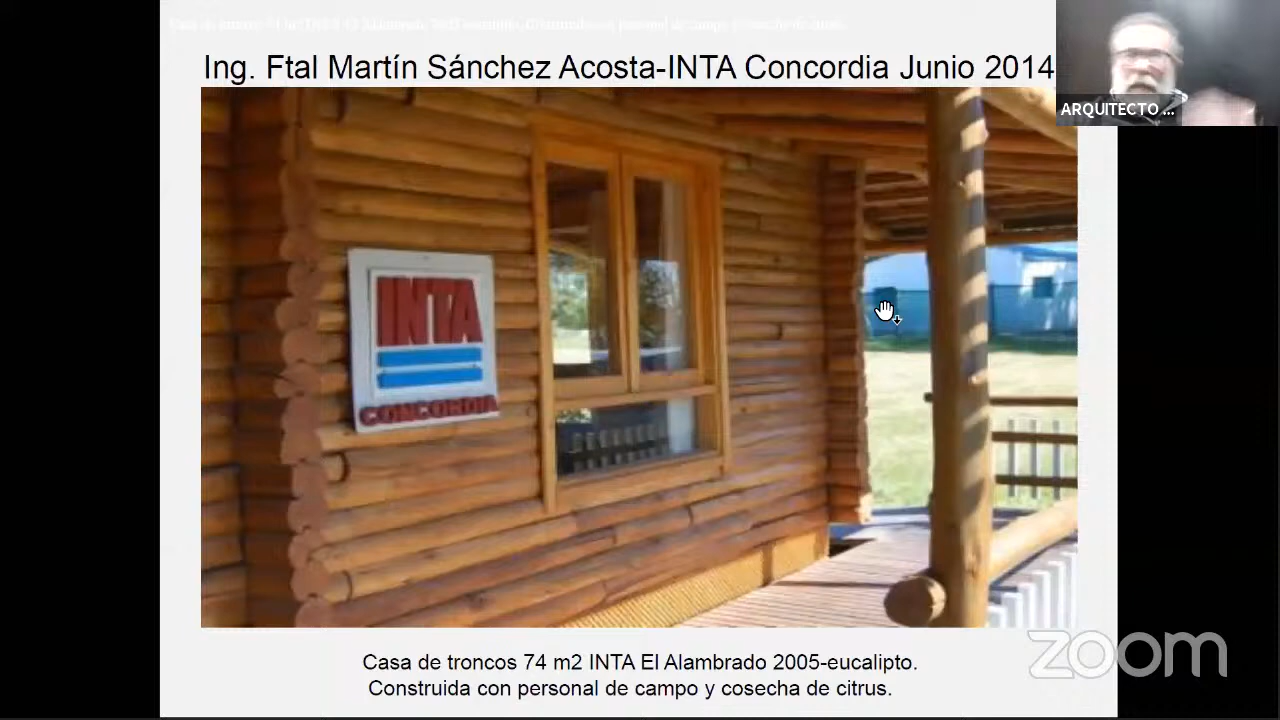 Ing. Ftal Martín Sánchez Acosta-INTA Concordia Junio 2014
ARQUITECTO ...
INTA
CONCORDIA
zoom
Casa de troncos 74 m2 INTA El Alambrado 2005-eucalipto.
Construida con personal de campo y cosecha de citrus.